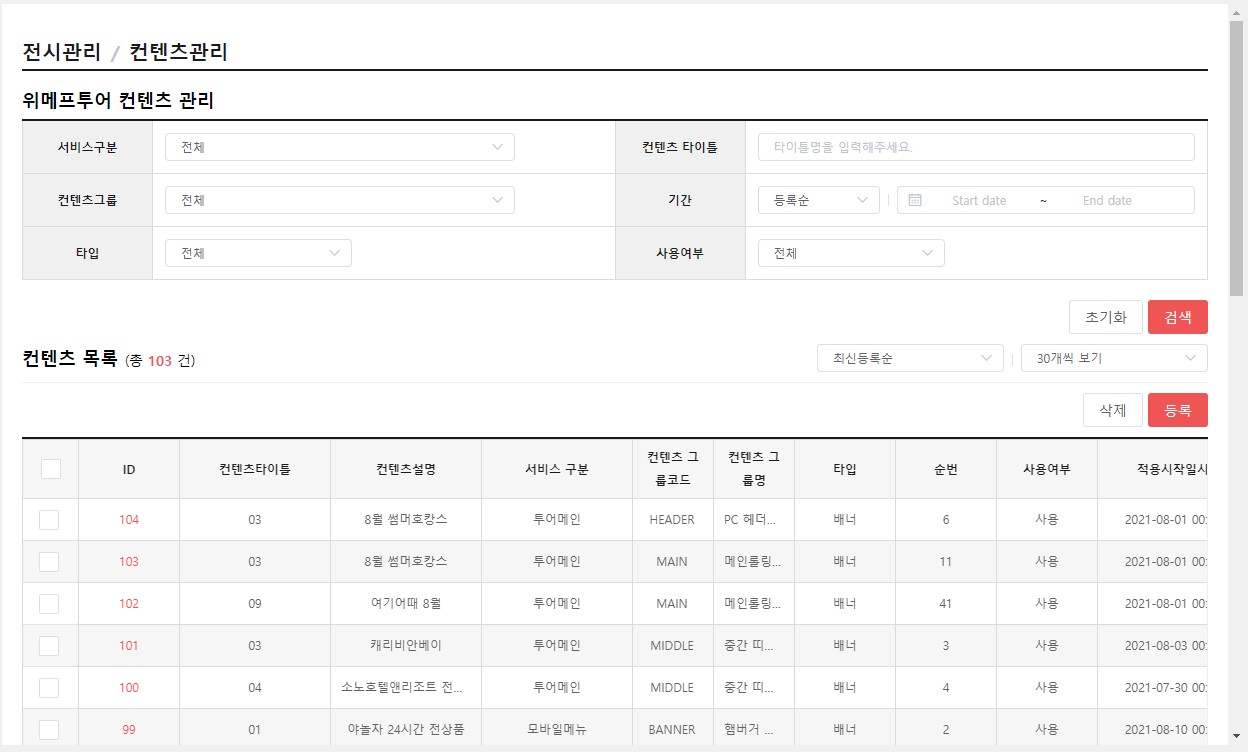 전시관리 / 컨텐츠관리
위메프투어 컨텐츠 관리
서비스구분 전체 컨텐츠 타이틀 타이틀명을 입력해주세요.
컨텐츠그룹 전체 기간 등록순 Start date ~ End date
타입 전체 사용여부 전체
초기화 검색
컨텐츠 목록 (총 103 건) 최신등록순 30개씩 보기
삭제 등록
ID 컨텐츠타이틀 컨텐츠설명 서비스 구분 컨텐츠 그룹코드 컨텐츠 그룹명 타입 순번 사용여부 적용시작일시
104 03 8월 썸머호캉스 투어메인 HEADER PC 헤더... 배너 6 사용 2021-08-01 00:
103 03 8월 썸머호캉스 투어메인 MAIN 메인롤링... 배너 11 사용 2021-08-01 00:
102 09 여기어때 8월 투어메인 MAIN 메인롤링... 배너 41 사용 2021-08-01 00:
101 03 캐리비안베이 투어메인 MIDDLE 중간 띠... 배너 3 사용 2021-08-03 00:
100 04 소노호텔앤리조트 전... 투어메인 MIDDLE 중간 띠... 배너 4 사용 2021-07-30 00:
99 01 야놀자 24시간 전상품 모바일메뉴 BANNER 햄버거 ... 배너 2 사용 2021-08-10 00: